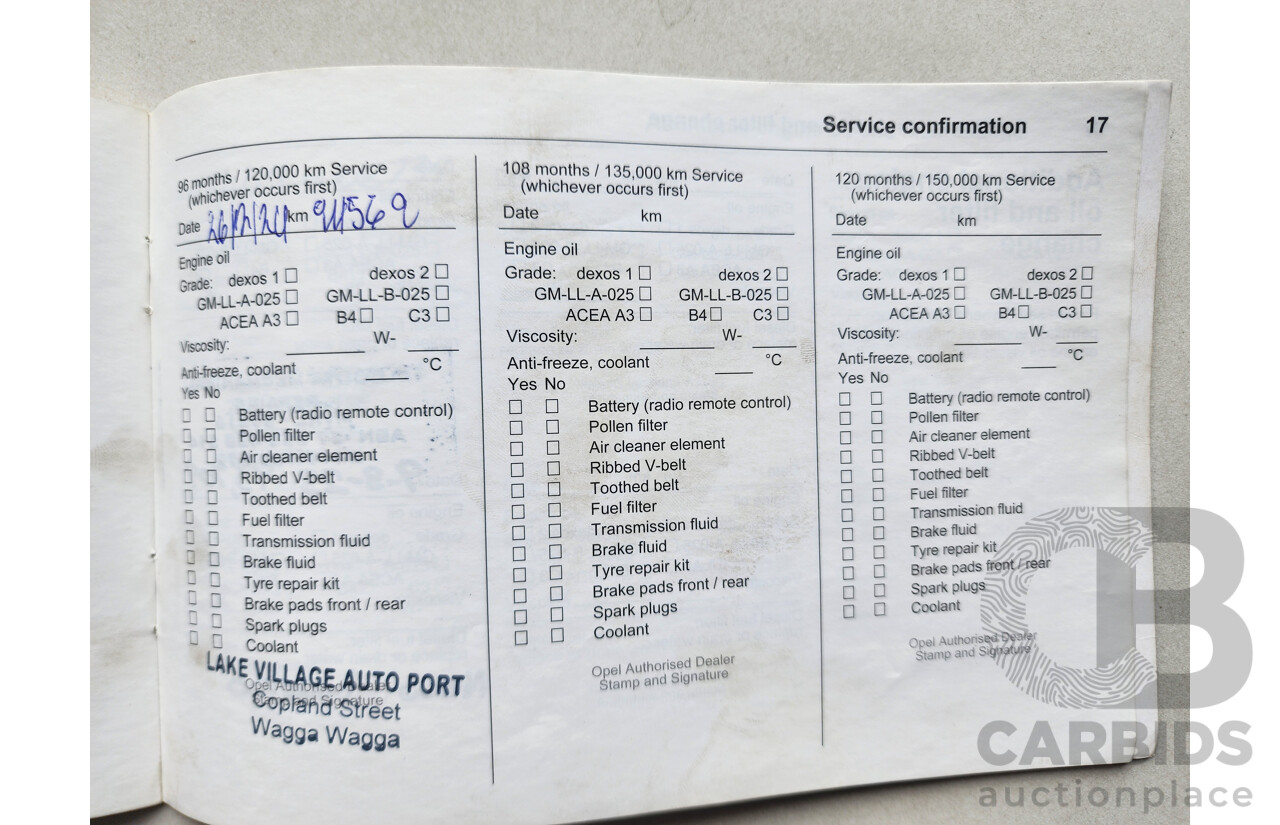 Service confirmation 17
96 months / 120,000 km Service
(whichever occurs first)
Date 26/2/24 km 91569
Engine oil
Grade: dexos 1 dexos 2
GM-LL-A-025 GM-LL-B-025
ACEA A3 B4 C3
Viscosity: W-
Anti-freeze, coolant °C
Yes No
Battery (radio remote control)
Pollen filter
Air cleaner element
Ribbed V-belt
Toothed belt
Fuel filter
Transmission fluid
Brake fluid
Tyre repair kit
Brake pads front / rear
Spark plugs
Coolant
LAKE VILLAGE AUTO PORT
Opel Authorised Dealer
Stamp and Signature
Copland Street
Wagga Wagga
108 months / 135,000 km Service
(whichever occurs first)
Date km
Engine oil
Grade: dexos 1 dexos 2
GM-LL-A-025 GM-LL-B-025
ACEA A3 B4 C3
Viscosity: W-
Anti-freeze, coolant °C
Yes No
Battery (radio remote control)
Pollen filter
Air cleaner element
Ribbed V-belt
Toothed belt
Fuel filter
Transmission fluid
Brake fluid
Tyre repair kit
Brake pads front / rear
Spark plugs
Coolant
Opel Authorised Dealer
Stamp and Signature
120 months / 150,000 km Service
(whichever occurs first)
Date km
Engine oil
Grade: dexos 1 dexos 2
GM-LL-A-025 GM-LL-B-025
ACEA A3 B4 C3
Viscosity: W-
Anti-freeze, coolant °C
Yes No
Battery (radio remote control)
Pollen filter
Air cleaner element
Ribbed V-belt
Toothed belt
Fuel filter
Transmission fluid
Brake fluid
Tyre repair kit
Brake pads front / rear
Spark plugs
Coolant
Opel Authorised Dealer
Stamp and Signature
CARBIDS
auctionplace